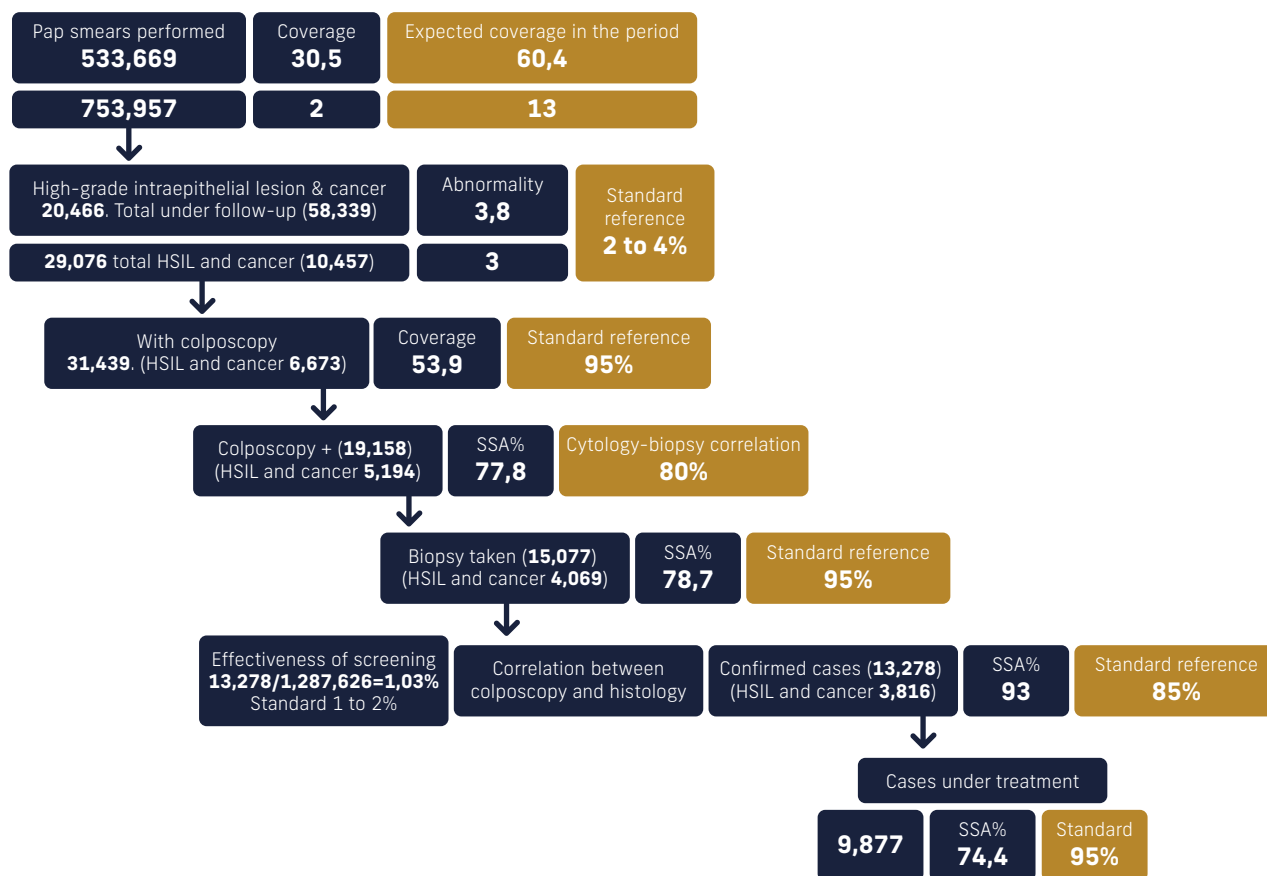 Pap smears performed
533,669
Coverage
30,5
Expected coverage in the period
60,4
753,957
2
13
High-grade intraepithelial lesion & cancer
20,466. Total under follow-up (58,339)
Abnormality
3,8
Standard
reference
2 to 4%
29,076 total HSIL and cancer (10,457)
3
With colposcopy
31,439. (HSIL and cancer 6,673)
Coverage
53,9
Standard reference
95%
Colposcopy + (19,158)
(HSIL and cancer 5,194)
SSA%
77,8
Cytology-biopsy correlation
80%
Biopsy taken (15,077)
(HSIL and cancer 4,069)
SSA%
78,7
Standard reference
95%
Effectiveness of screening
13,278/1,287,626=1,03%
Standard 1 to 2%
Correlation between
colposcopy and histology
Confirmed cases (13,278)
(HSIL and cancer 3,816)
SSA%
93
Standard reference
85%
Cases under treatment
9,877
SSA%
74,4
Standard
95%